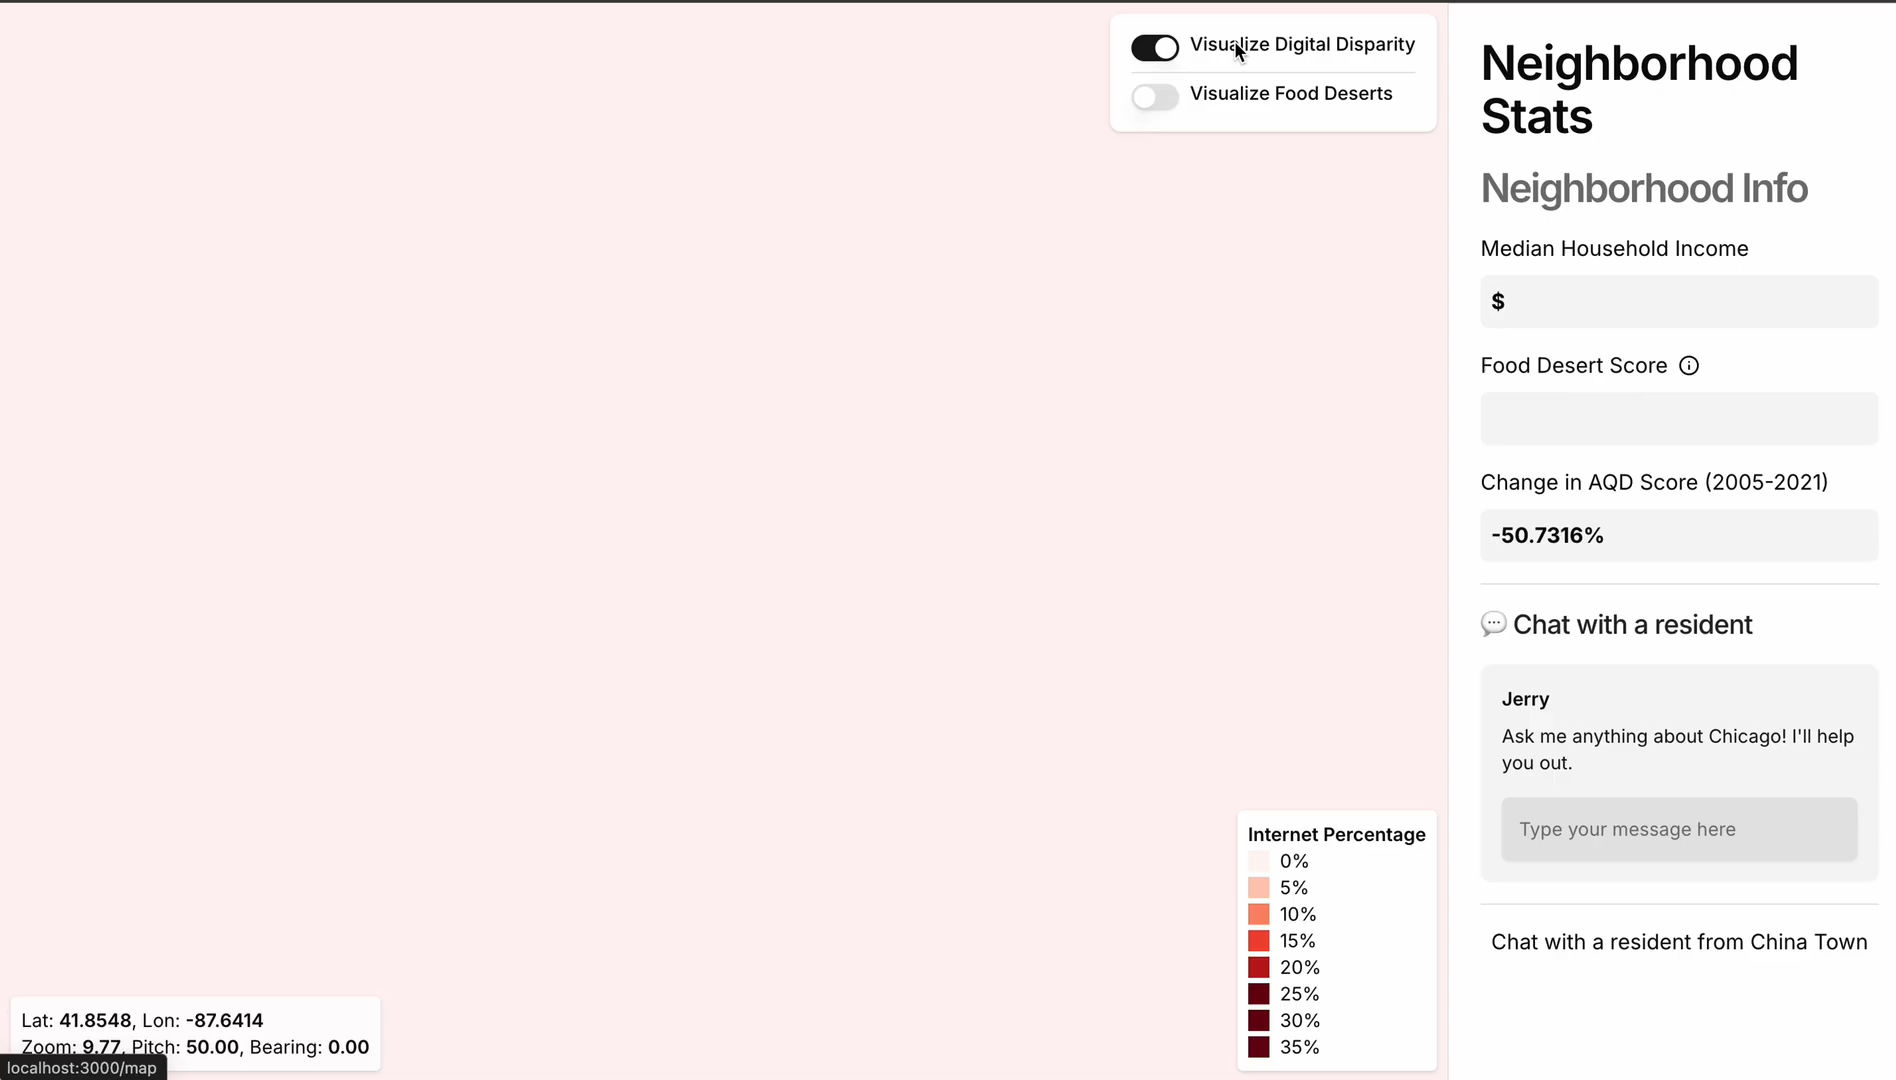 Visualize Digital Disparity
Visualize Food Deserts
Neighborhood
Stats
Neighborhood Info
Median Household Income
$
Food Desert Score
Change in AQD Score (2005-2021)
-50.7316%
💬 Chat with a resident
Jerry
Ask me anything about Chicago! I'll help
you out.
Type your message here
Chat with a resident from China Town
Internet Percentage
0%
5%
10%
15%
20%
25%
30%
35%
Lat: 41.8548, Lon: -87.6414
Zoom: 9.77, Pitch: 50.00, Bearing: 0.00
localhost:3000/map